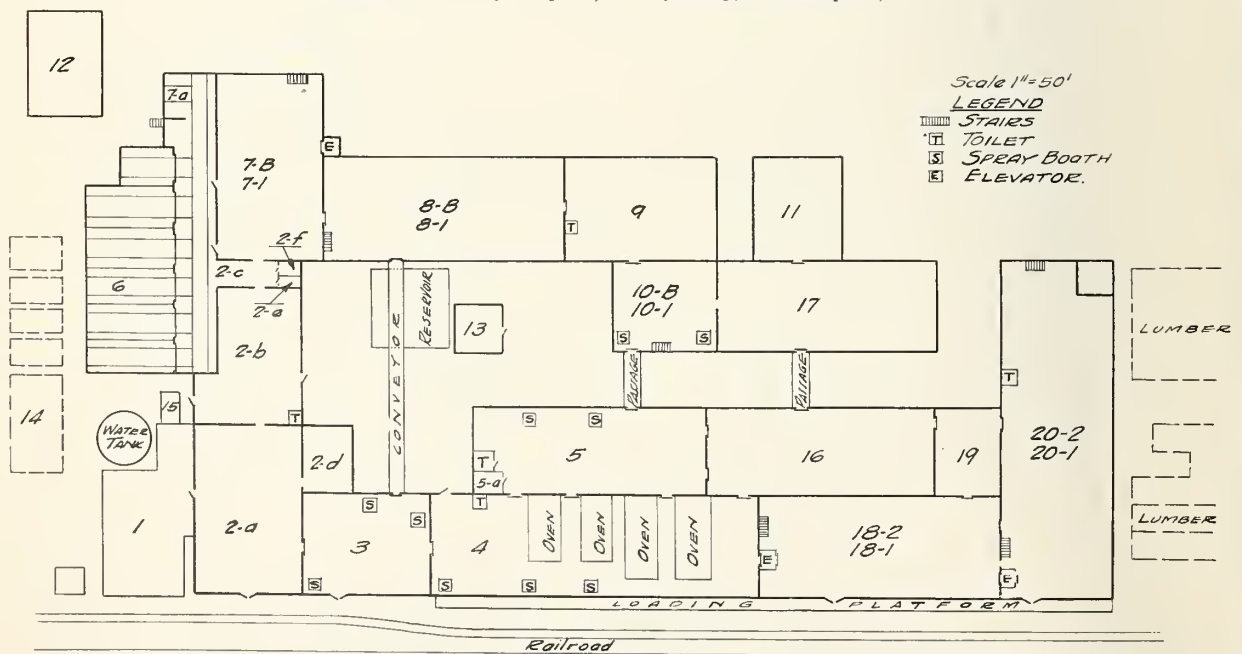 12
Scale 1"=50'
LEGEND
STAIRS
T TOILET
S SPRAY BOOTH
E ELEVATOR.
7-a
E
7-B
7-1
8-B
8-1
9
11
T
2-f
2-c
6
2-e
10-B
10-1
17
RESERVOIR
CONVEYOR
13
LUMBER
2-b
S
S
PASSAGE
PASSAGE
T
14
15
T
WATER
TANK
S
S
5
16
19
20-2
20-1
2-d
T
5-a
T
1
2-a
S
S
3
4
OVEN
OVEN
OVEN
OVEN
18-2
18-1
E
LUMBER
S
S
S
S
E
LOADING PLATFORM
Railroad